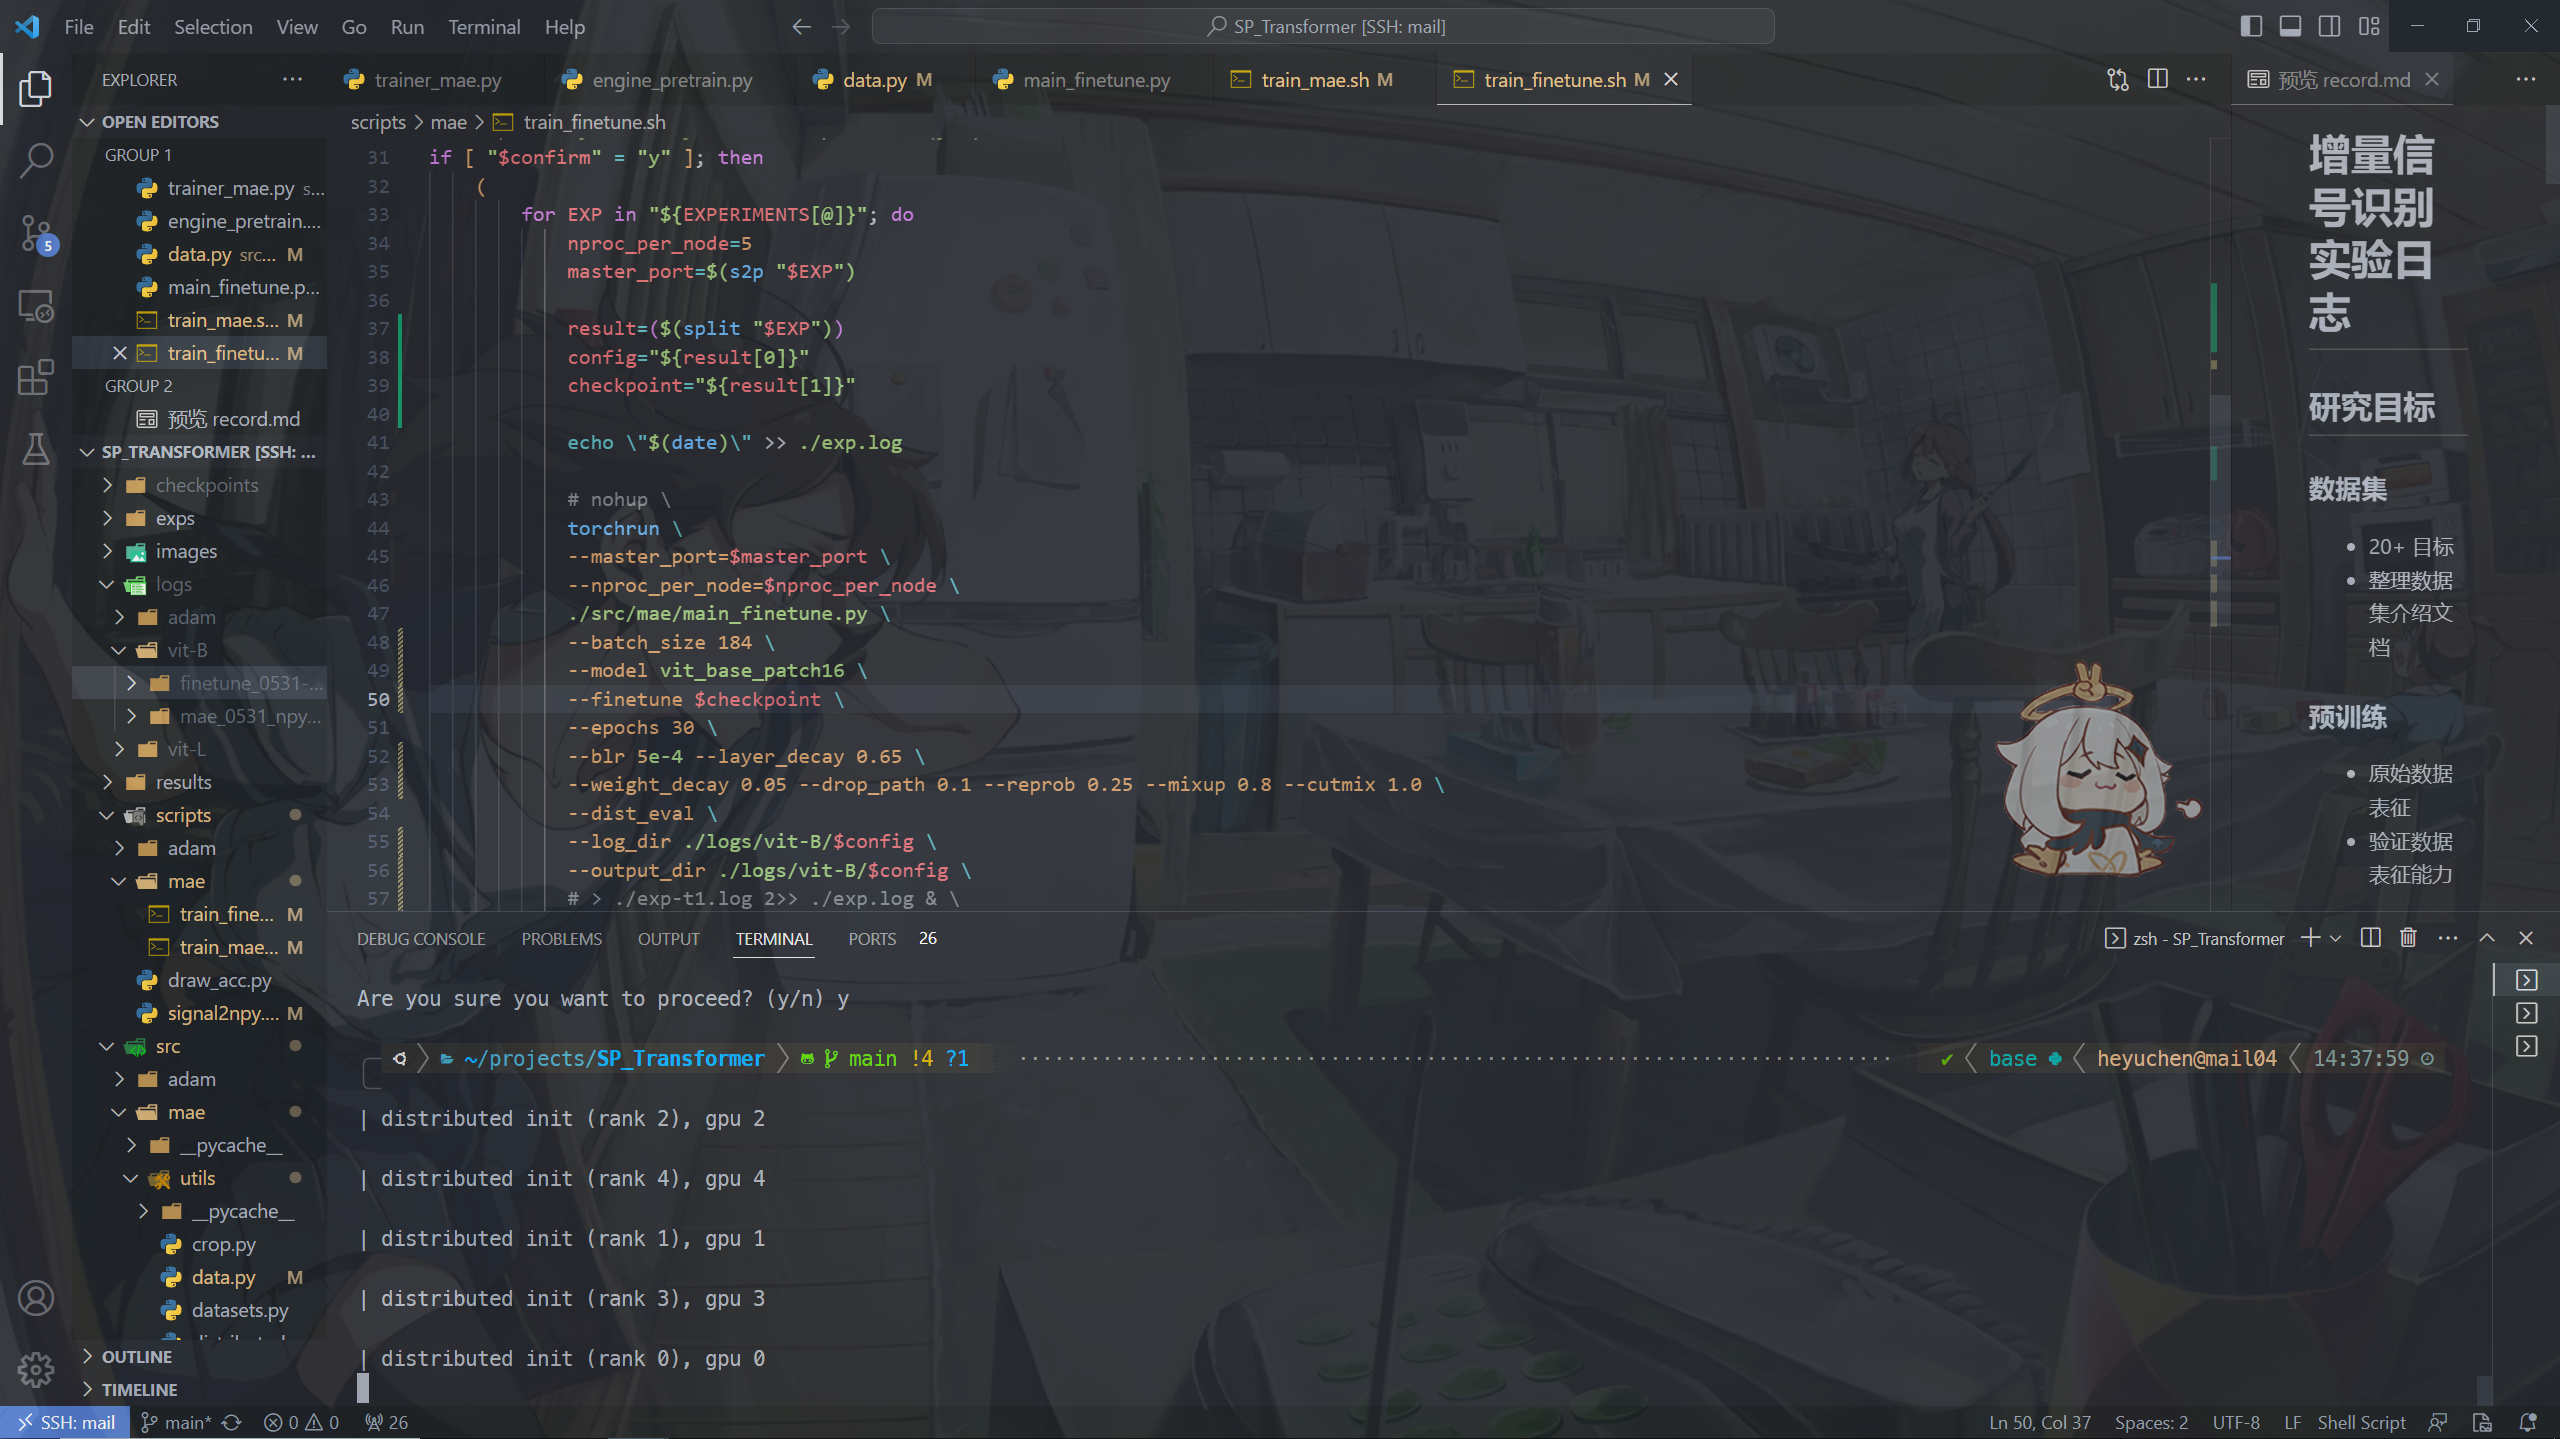 File Edit Selection View Go Run Terminal Help
SP_Transformer [SSH: mail]
EXPLORER
trainer_mae.py
engine_pretrain.py
data.py M
main_finetune.py
train_mae.sh M
train_finetune.sh M
预览 record.md
OPEN EDITORS
GROUP 1
trainer_mae.py s...
engine_pretrain....
data.py src... M
main_finetune.p...
train_mae.s... M
train_finetu... M
GROUP 2
预览 record.md
SP_TRANSFORMER [SSH: ...
checkpoints
exps
images
logs
adam
vit-B
finetune_0531-...
mae_0531_npy...
vit-L
results
scripts
adam
mae
train_fine... M
train_mae... M
draw_acc.py
signal2npy.... M
src
adam
mae
__pycache__
utils
__pycache__
crop.py
data.py M
datasets.py
OUTLINE
TIMELINE
5
scripts > mae > train_finetune.sh
31 if [ "$confirm" = "y" ]; then
32 (
33 for EXP in "${EXPERIMENTS[@]}"; do
34 nproc_per_node=5
35 master_port=$(s2p "$EXP")
36
37 result=($(split "$EXP"))
38 config="${result[0]}"
39 checkpoint="${result[1]}"
40
41 echo \"$(date)\" >> ./exp.log
42
43 # nohup \
44 torchrun \
45 --master_port=$master_port \
46 --nproc_per_node=$nproc_per_node \
47 ./src/mae/main_finetune.py \
48 --batch_size 184 \
49 --model vit_base_patch16 \
50 --finetune $checkpoint \
51 --epochs 30 \
52 --blr 5e-4 --layer_decay 0.65 \
53 --weight_decay 0.05 --drop_path 0.1 --reprob 0.25 --mixup 0.8 --cutmix 1.0 \
54 --dist_eval \
55 --log_dir ./logs/vit-B/$config \
56 --output_dir ./logs/vit-B/$config \
57 # > ./exp-t1.log 2>> ./exp.log & \
增量信
号识别
实验日
志
研究目标
数据集
• 20+ 目标
• 整理数据
集介绍文
档
预训练
• 原始数据
表征
• 验证数据
表征能力
DEBUG CONSOLE PROBLEMS OUTPUT TERMINAL PORTS 26
zsh - SP_Transformer
Are you sure you want to proceed? (y/n) y
~/projects/SP_Transformer main !4 ?1
base heyuchen@mail04 14:37:59
| distributed init (rank 2), gpu 2
| distributed init (rank 4), gpu 4
| distributed init (rank 1), gpu 1
| distributed init (rank 3), gpu 3
| distributed init (rank 0), gpu 0
SSH: mail main* 0 0 26
Ln 50, Col 37 Spaces: 2 UTF-8 LF Shell Script